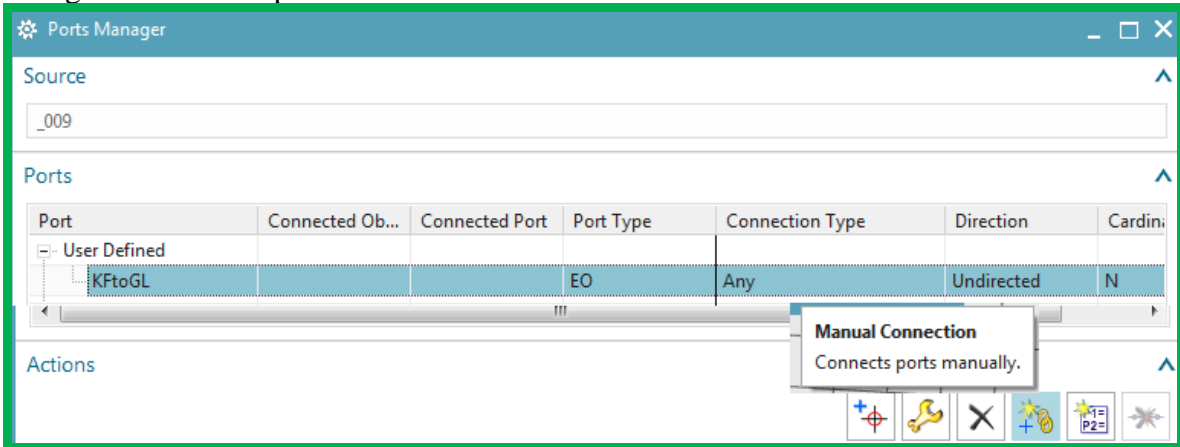 Ports Manager
Source
_009
Ports
Port Connected Ob... Connected Port Port Type Connection Type Direction
User Defined
KFtoGL EO Any Undirected N
Manual Connection
Connects ports manually.
Actions
P2=